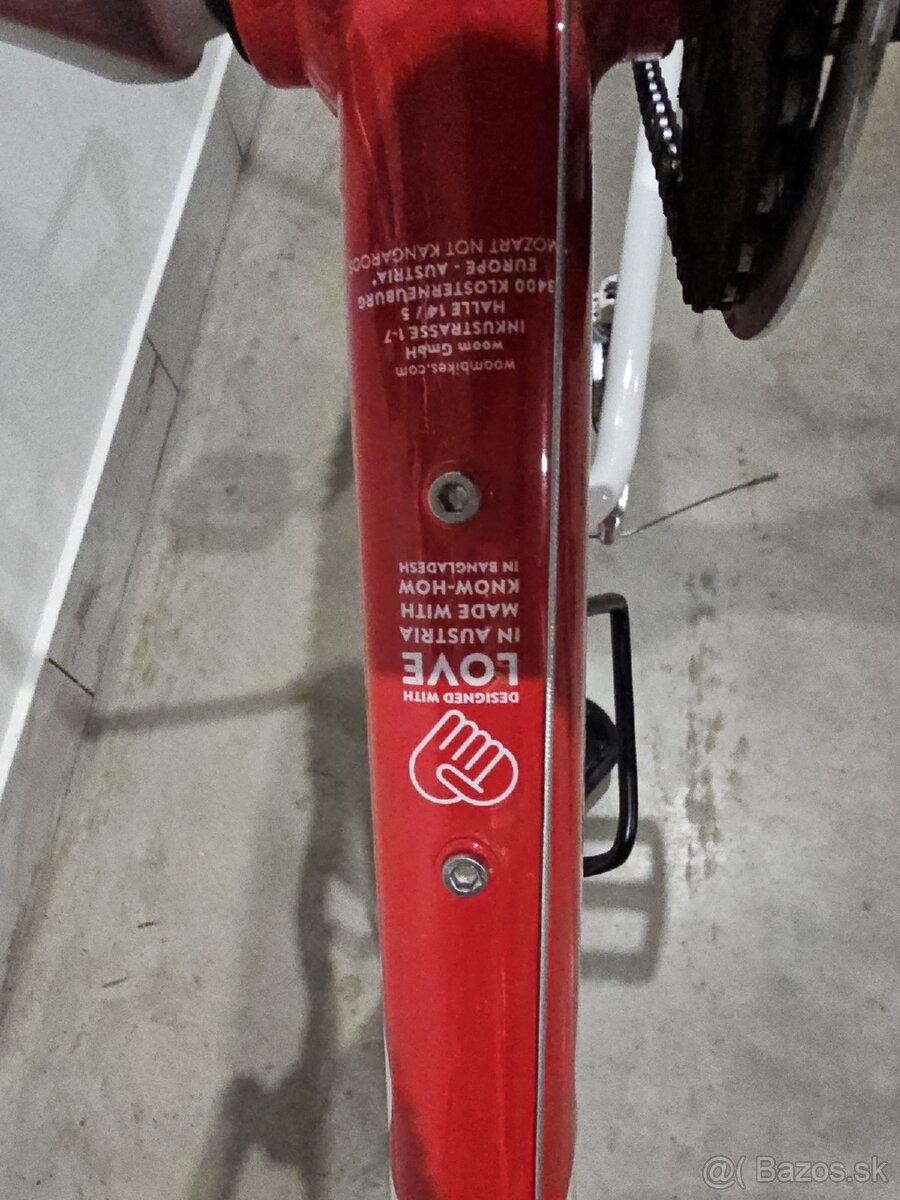 DESIGNED WITH
LOVE
IN AUSTRIA
MADE WITH
KNOW-HOW
IN BANGLADESH
woombikes.com
woom GmbH
INKUSTRASSE 1-7
HALLE 14 / 5
3400 KLOSTERNEUBURG
EUROPE - AUSTRIA*
*MOZART NOT KANGAROOS
@( Bazos.sk